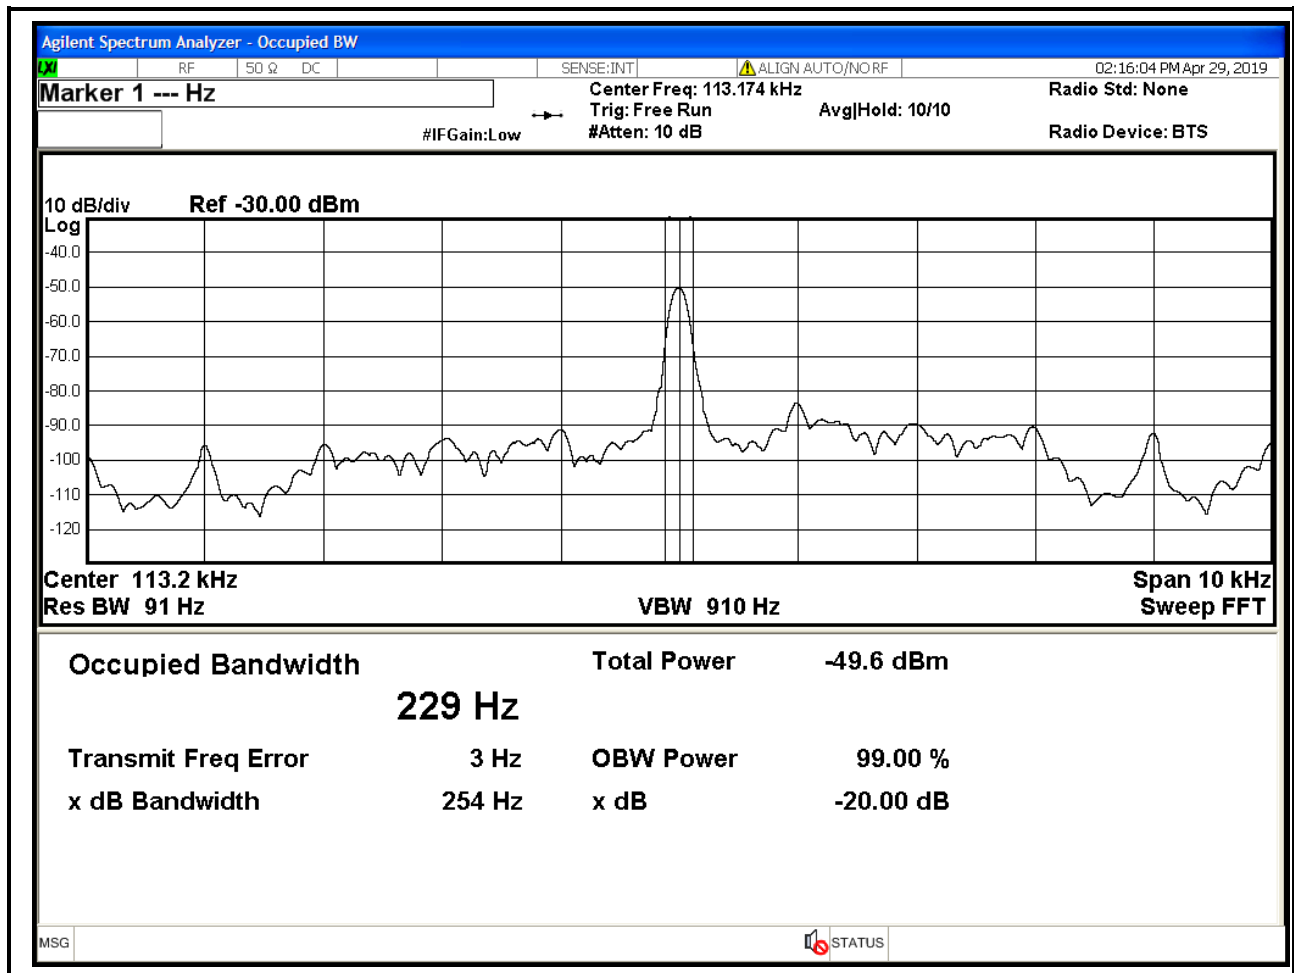 Agilent Spectrum Analyzer - Occupied BW
LXI RF 50 Ω DC SENSE:INT ALIGN AUTO/NO RF 02:16:04 PM Apr 29, 2019
Marker 1 --- Hz Center Freq: 113.174 kHz Radio Std: None
Trig: Free Run Avg|Hold: 10/10
#IFGain:Low #Atten: 10 dB Radio Device: BTS
10 dB/div Ref -30.00 dBm
Log
-40.0
-50.0
-60.0
-70.0
-80.0
-90.0
-100
-110
-120
Center 113.2 kHz Span 10 kHz
Res BW 91 Hz VBW 910 Hz Sweep FFT
Occupied Bandwidth Total Power -49.6 dBm
229 Hz
Transmit Freq Error 3 Hz OBW Power 99.00 %
x dB Bandwidth 254 Hz x dB -20.00 dB
MSG STATUS